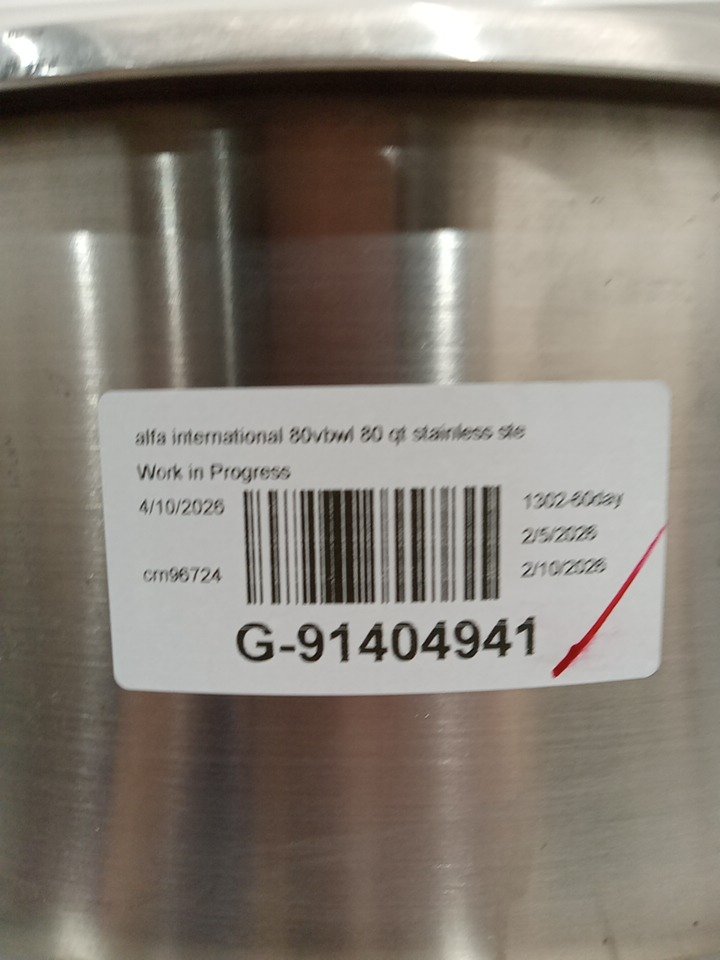 alfa international 80vbwl 80 qt stainless ste
Work in Progress
4/10/2026
1302-60day
2/5/2026
cm96724
2/10/2026
G-91404941